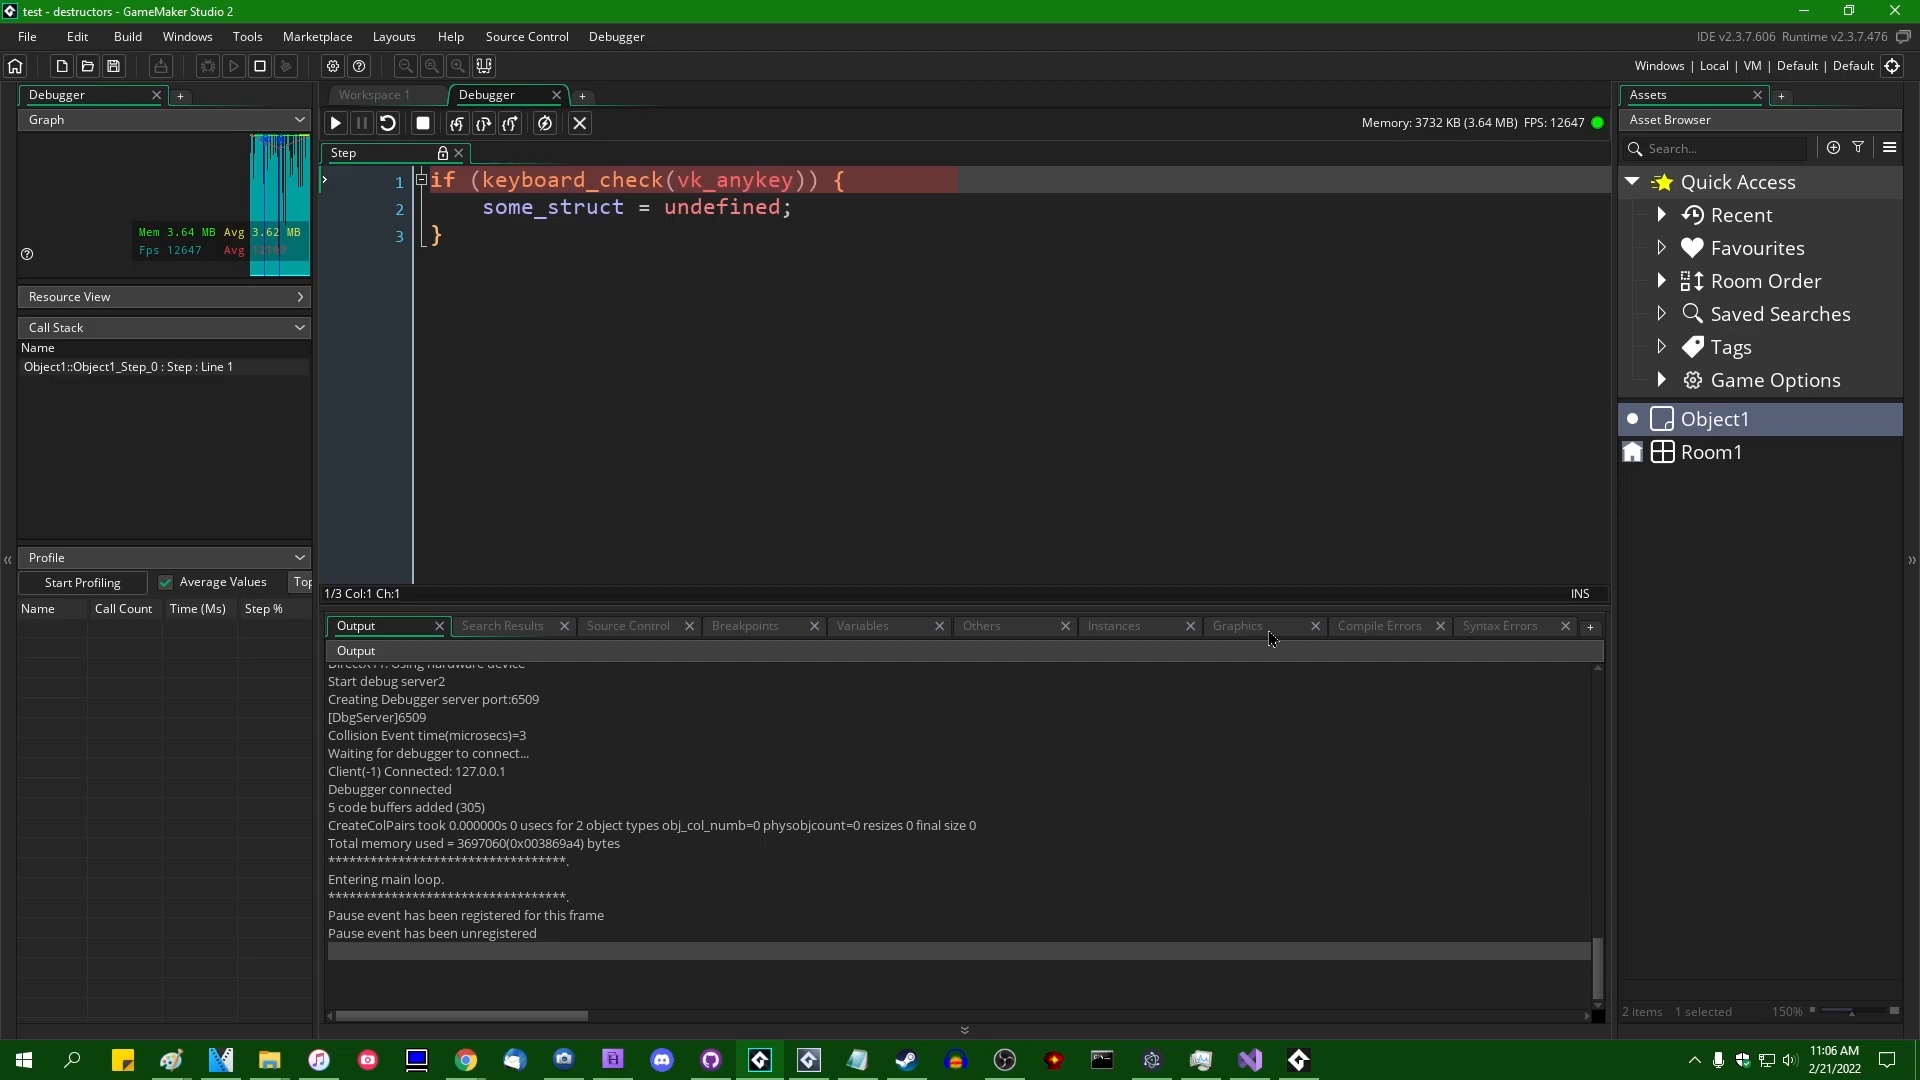 test - destructors - GameMaker Studio 2
File Edit Build Windows Tools Marketplace Layouts Help Source Control Debugger
IDE v2.3.7.606 Runtime v2.3.7.476
Windows | Local | VM | Default | Default
Debugger
Graph
Mem 3.64 MB Avg 3.62 MB
Fps 12647 Avg
Resource View
Call Stack
Name
Object1::Object1_Step_0 : Step : Line 1
Profile
Start Profiling
Average Values
Top
Name Call Count Time (Ms) Step %
Workspace 1
Debugger
Memory: 3732 KB (3.64 MB) FPS: 12647
Step
1 if (keyboard_check(vk_anykey)) {
2 some_struct = undefined;
3 }
1/3 Col:1 Ch:1
INS
Output Search Results Source Control Breakpoints Variables Others Instances Graphics Compile Errors Syntax Errors
Output
DirectX11: Using hardware device
Start debug server2
Creating Debugger server port:6509
[DbgServer]6509
Collision Event time(microsecs)=3
Waiting for debugger to connect...
Client(-1) Connected: 127.0.0.1
Debugger connected
5 code buffers added (305)
CreateColPairs took 0.000000s 0 usecs for 2 object types obj_col_numb=0 physobjcount=0 resizes 0 final size 0
Total memory used = 3697060(0x003869a4) bytes
**********************************.
Entering main loop.
**********************************.
Pause event has been registered for this frame
Pause event has been unregistered
Assets
Asset Browser
Search...
Quick Access
Recent
Favourites
Room Order
Saved Searches
Tags
Game Options
Object1
Room1
2 items 1 selected 150%
11:06 AM
2/21/2022